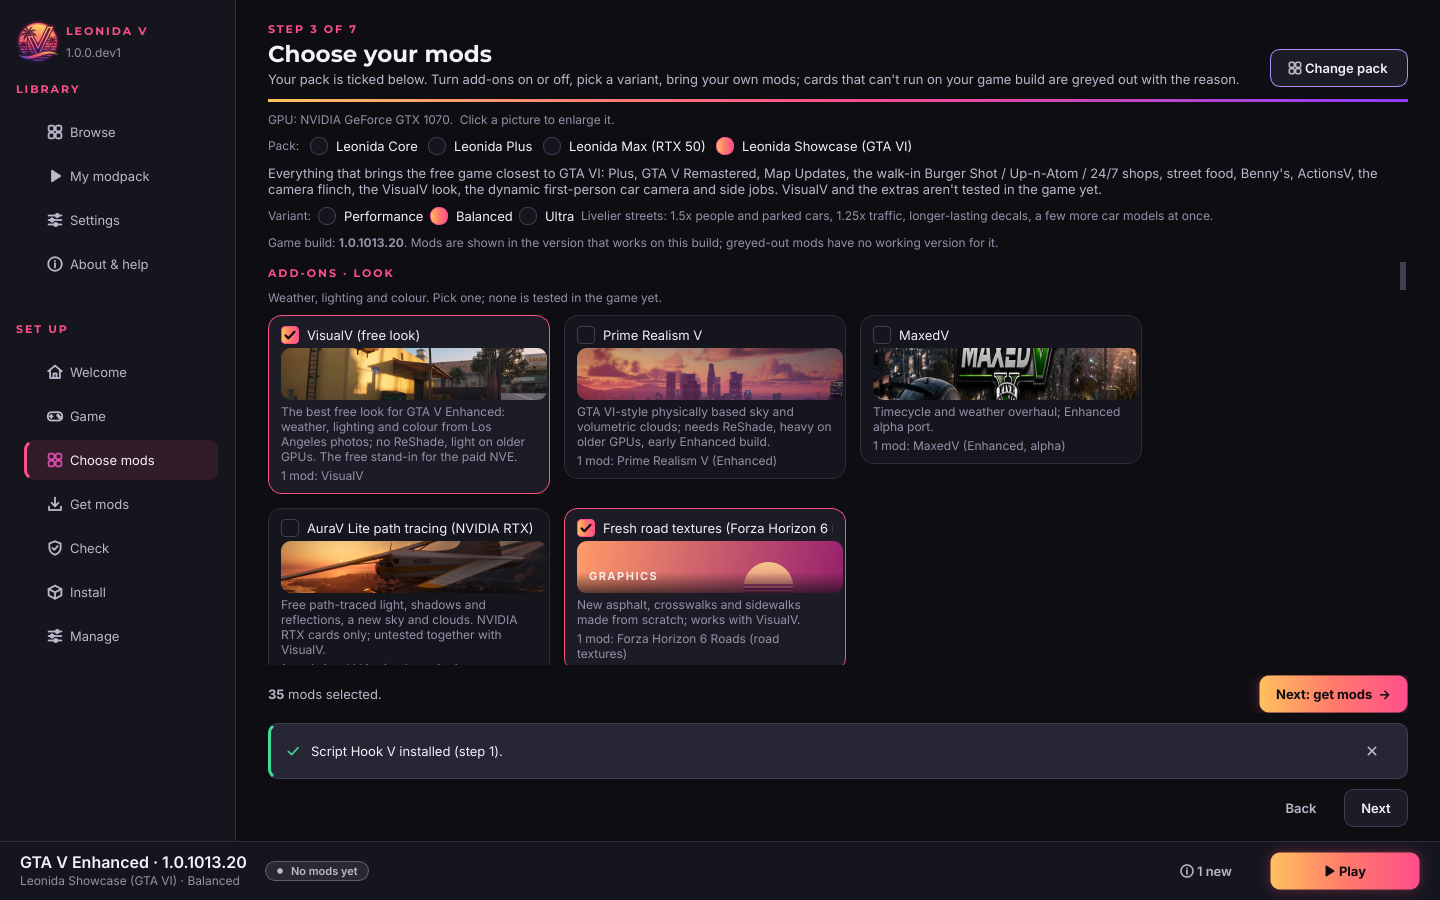 LEONIDA V
1.0.0.dev1
LIBRARY
Browse
My modpack
Settings
About & help
SET UP
Welcome
Game
Choose mods
Get mods
Check
Install
Manage
STEP 3 OF 7
Choose your mods
Your pack is ticked below. Turn add-ons on or off, pick a variant, bring your own mods; cards that can't run on your game build are greyed out with the reason.
Change pack
GPU: NVIDIA GeForce GTX 1070. Click a picture to enlarge it.
Pack: Leonida Core Leonida Plus Leonida Max (RTX 50) Leonida Showcase (GTA VI)
Everything that brings the free game closest to GTA VI: Plus, GTA V Remastered, Map Updates, the walk-in Burger Shot / Up-n-Atom / 24/7 shops, street food, Benny's, ActionsV, the
camera flinch, the VisualV look, the dynamic first-person car camera and side jobs. VisualV and the extras aren't tested in the game yet.
Variant: Performance Balanced Ultra Livelier streets: 1.5x people and parked cars, 1.25x traffic, longer-lasting decals, a few more car models at once.
Game build: 1.0.1013.20. Mods are shown in the version that works on this build; greyed-out mods have no working version for it.
ADD-ONS · LOOK
Weather, lighting and colour. Pick one; none is tested in the game yet.
VisualV (free look)
The best free look for GTA V Enhanced:
weather, lighting and colour from Los
Angeles photos; no ReShade, light on older
GPUs. The free stand-in for the paid NVE.
1 mod: VisualV
Prime Realism V
GTA VI-style physically based sky and
volumetric clouds; needs ReShade, heavy on
older GPUs, early Enhanced build.
1 mod: Prime Realism V (Enhanced)
MaxedV
MAXED V
Timecycle and weather overhaul; Enhanced
alpha port.
1 mod: MaxedV (Enhanced, alpha)
AuraV Lite path tracing (NVIDIA RTX)
Free path-traced light, shadows and
reflections, a new sky and clouds. NVIDIA
RTX cards only; untested together with
VisualV.
Fresh road textures (Forza Horizon 6
GRAPHICS
New asphalt, crosswalks and sidewalks
made from scratch; works with VisualV.
1 mod: Forza Horizon 6 Roads (road
textures)
35 mods selected.
Next: get mods →
Script Hook V installed (step 1).
Back
Next
GTA V Enhanced · 1.0.1013.20
Leonida Showcase (GTA VI) · Balanced
No mods yet
1 new
Play